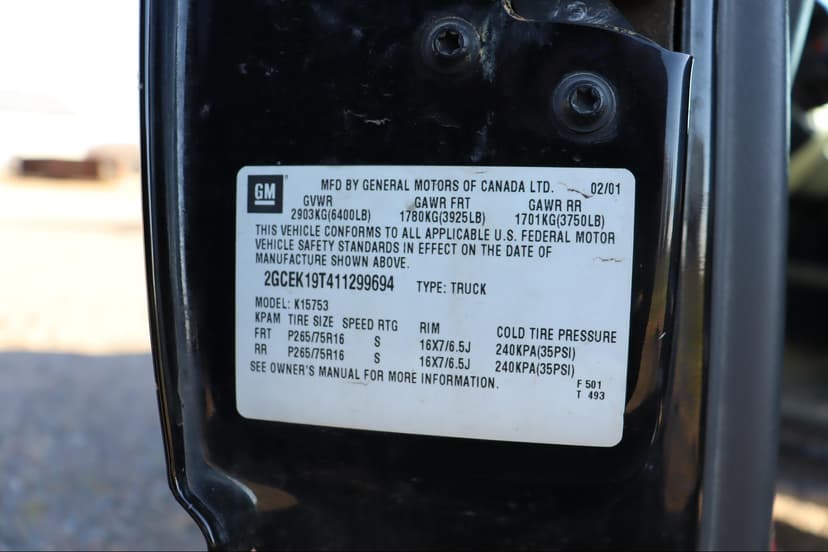 GM MFD BY GENERAL MOTORS OF CANADA LTD. 02/01
GVWR GAWR FRT GAWR RR
2903KG(6400LB) 1780KG(3925LB) 1701KG(3750LB)
THIS VEHICLE CONFORMS TO ALL APPLICABLE U.S. FEDERAL MOTOR
VEHICLE SAFETY STANDARDS IN EFFECT ON THE DATE OF
MANUFACTURE SHOWN ABOVE.
2GCEK19T411299694 TYPE: TRUCK
MODEL: K15753
KPAM TIRE SIZE SPEED RTG RIM COLD TIRE PRESSURE
FRT P265/75R16 S 16X7/6.5J 240KPA(35PSI)
RR P265/75R16 S 16X7/6.5J 240KPA(35PSI)
SEE OWNER'S MANUAL FOR MORE INFORMATION.
F 501
T 493